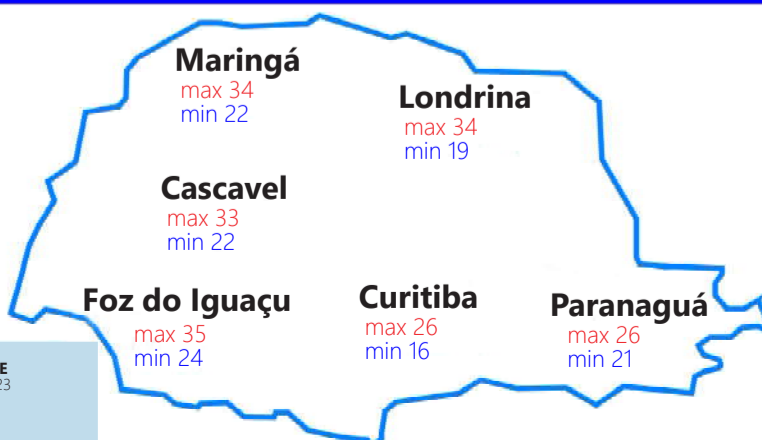 Maringá
max 34
min 22
Londrina
max 34
min 19
Cascavel
max 33
min 22
Foz do Iguaçu
max 35
min 24
Curitiba
max 26
min 16
Paranaguá
max 26
min 21